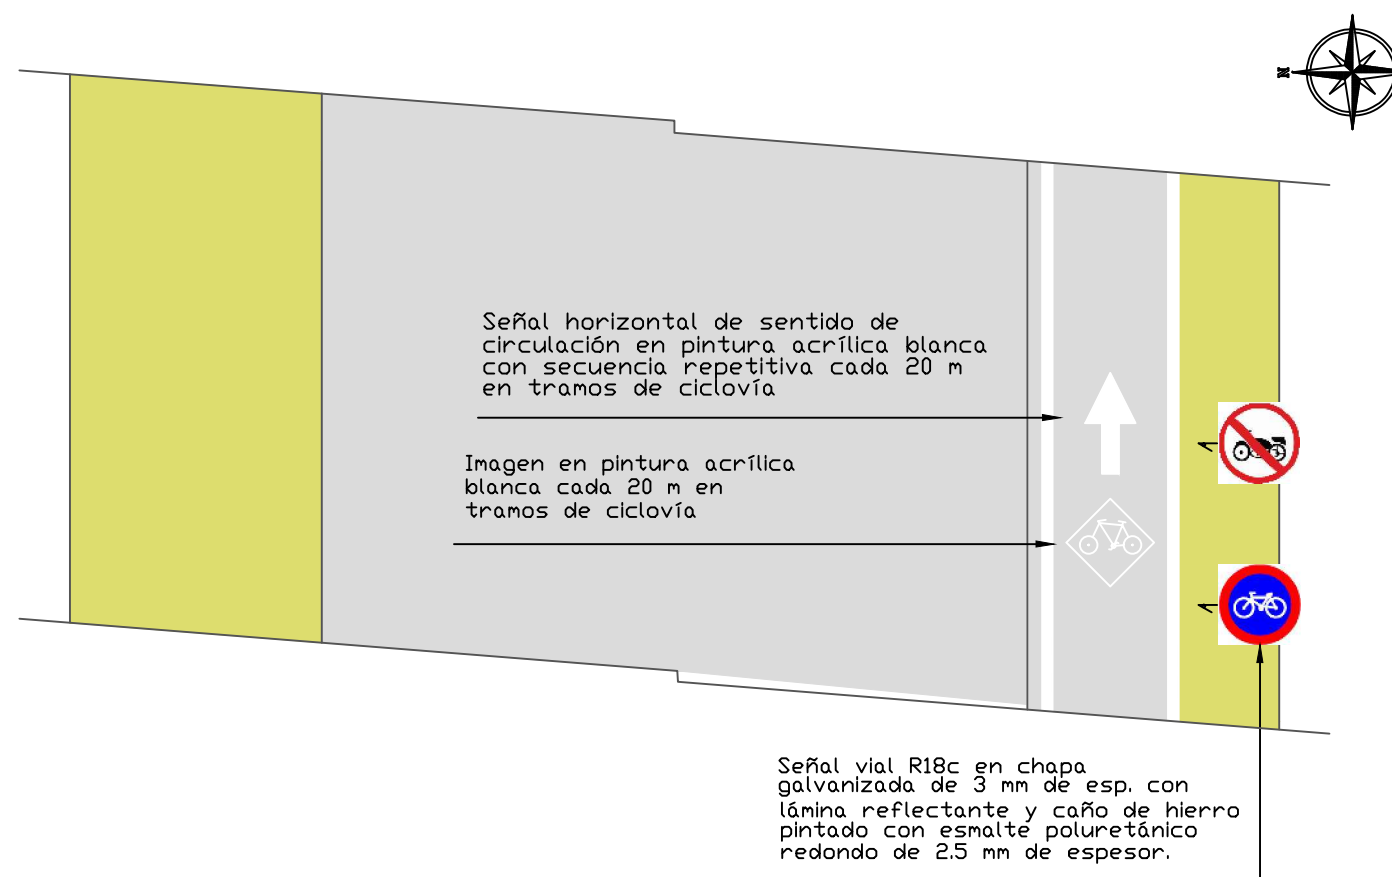 N
Señal horizontal de sentido de
circulación en pintura acrílica blanca
con secuencia repetitiva cada 20 m
en tramos de ciclovía
Imagen en pintura acrílica
blanca cada 20 m en
tramos de ciclovía
Señal vial R18c en chapa
galvanizada de 3 mm de esp. con
lámina reflectante y caño de hierro
pintado con esmalte poluretánico
redondo de 2.5 mm de espesor.